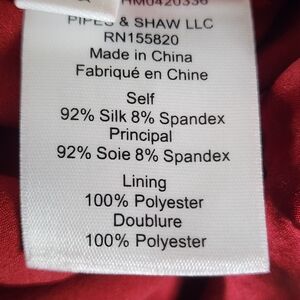 HM0420336
PIPES & SHAW LLC
RN155820
Made in China
Fabriqué en Chine
Self
92% Silk 8% Spandex
Principal
92% Soie 8% Spandex
Lining
100% Polyester
Doublure
100% Polyester